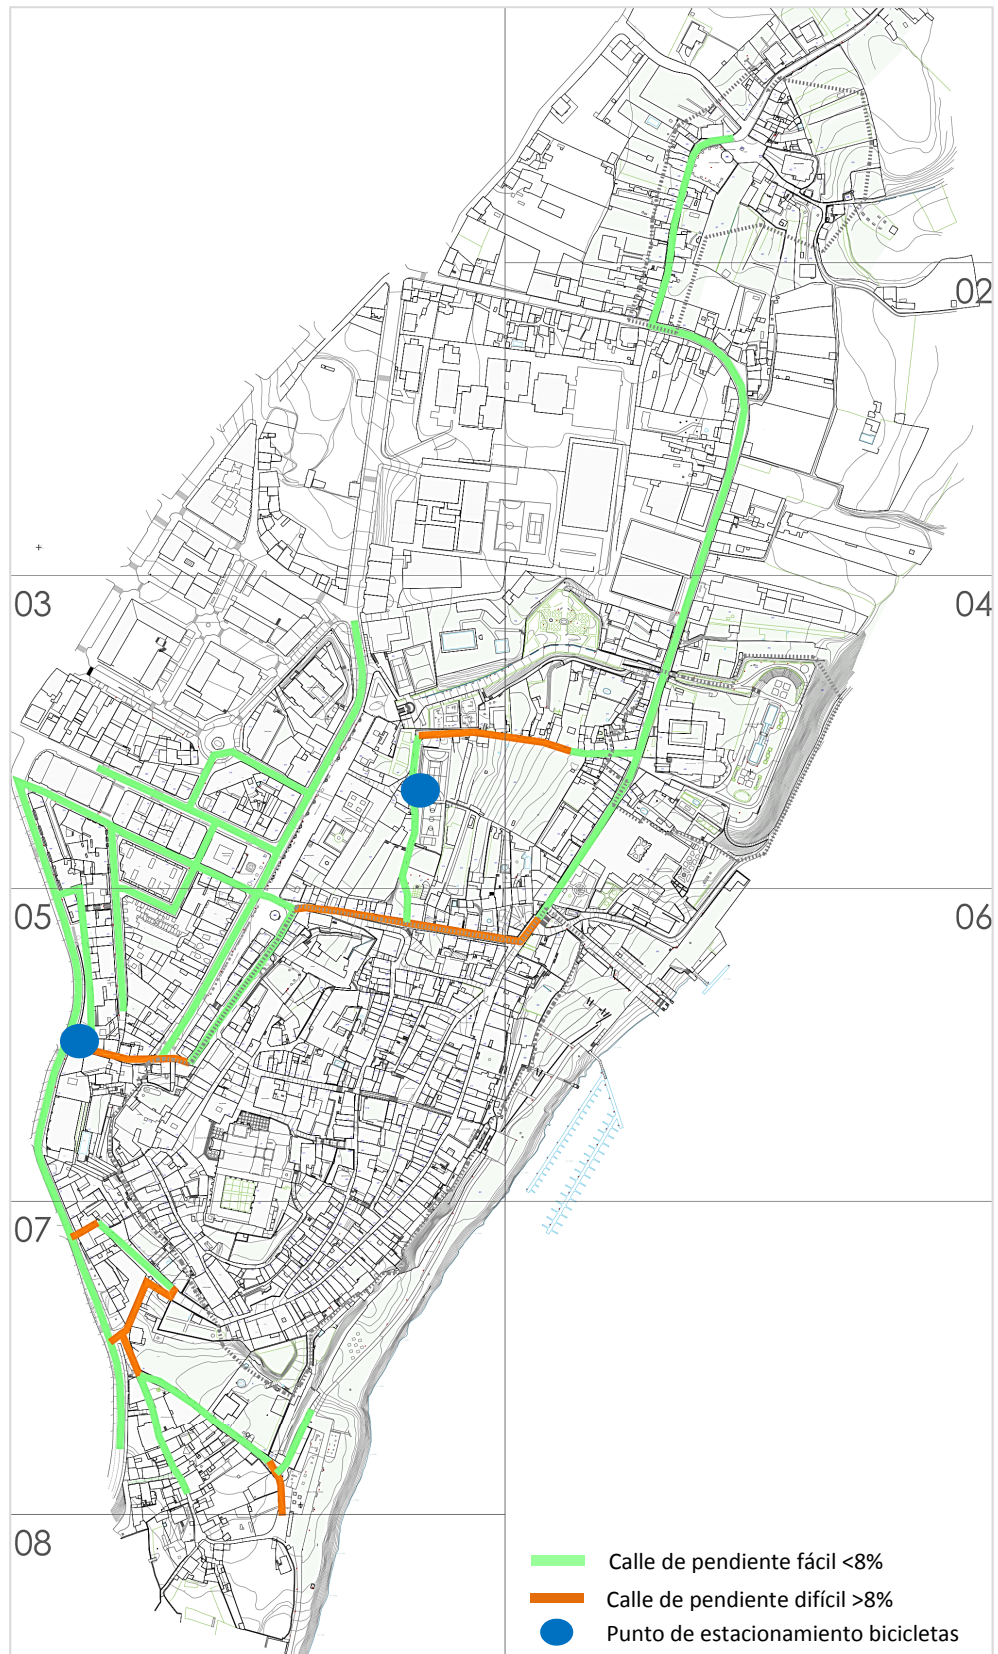 02
03
04
05
06
07
08
Calle de pendiente fácil <8%
Calle de pendiente difícil >8%
Punto de estacionamiento bicicletas